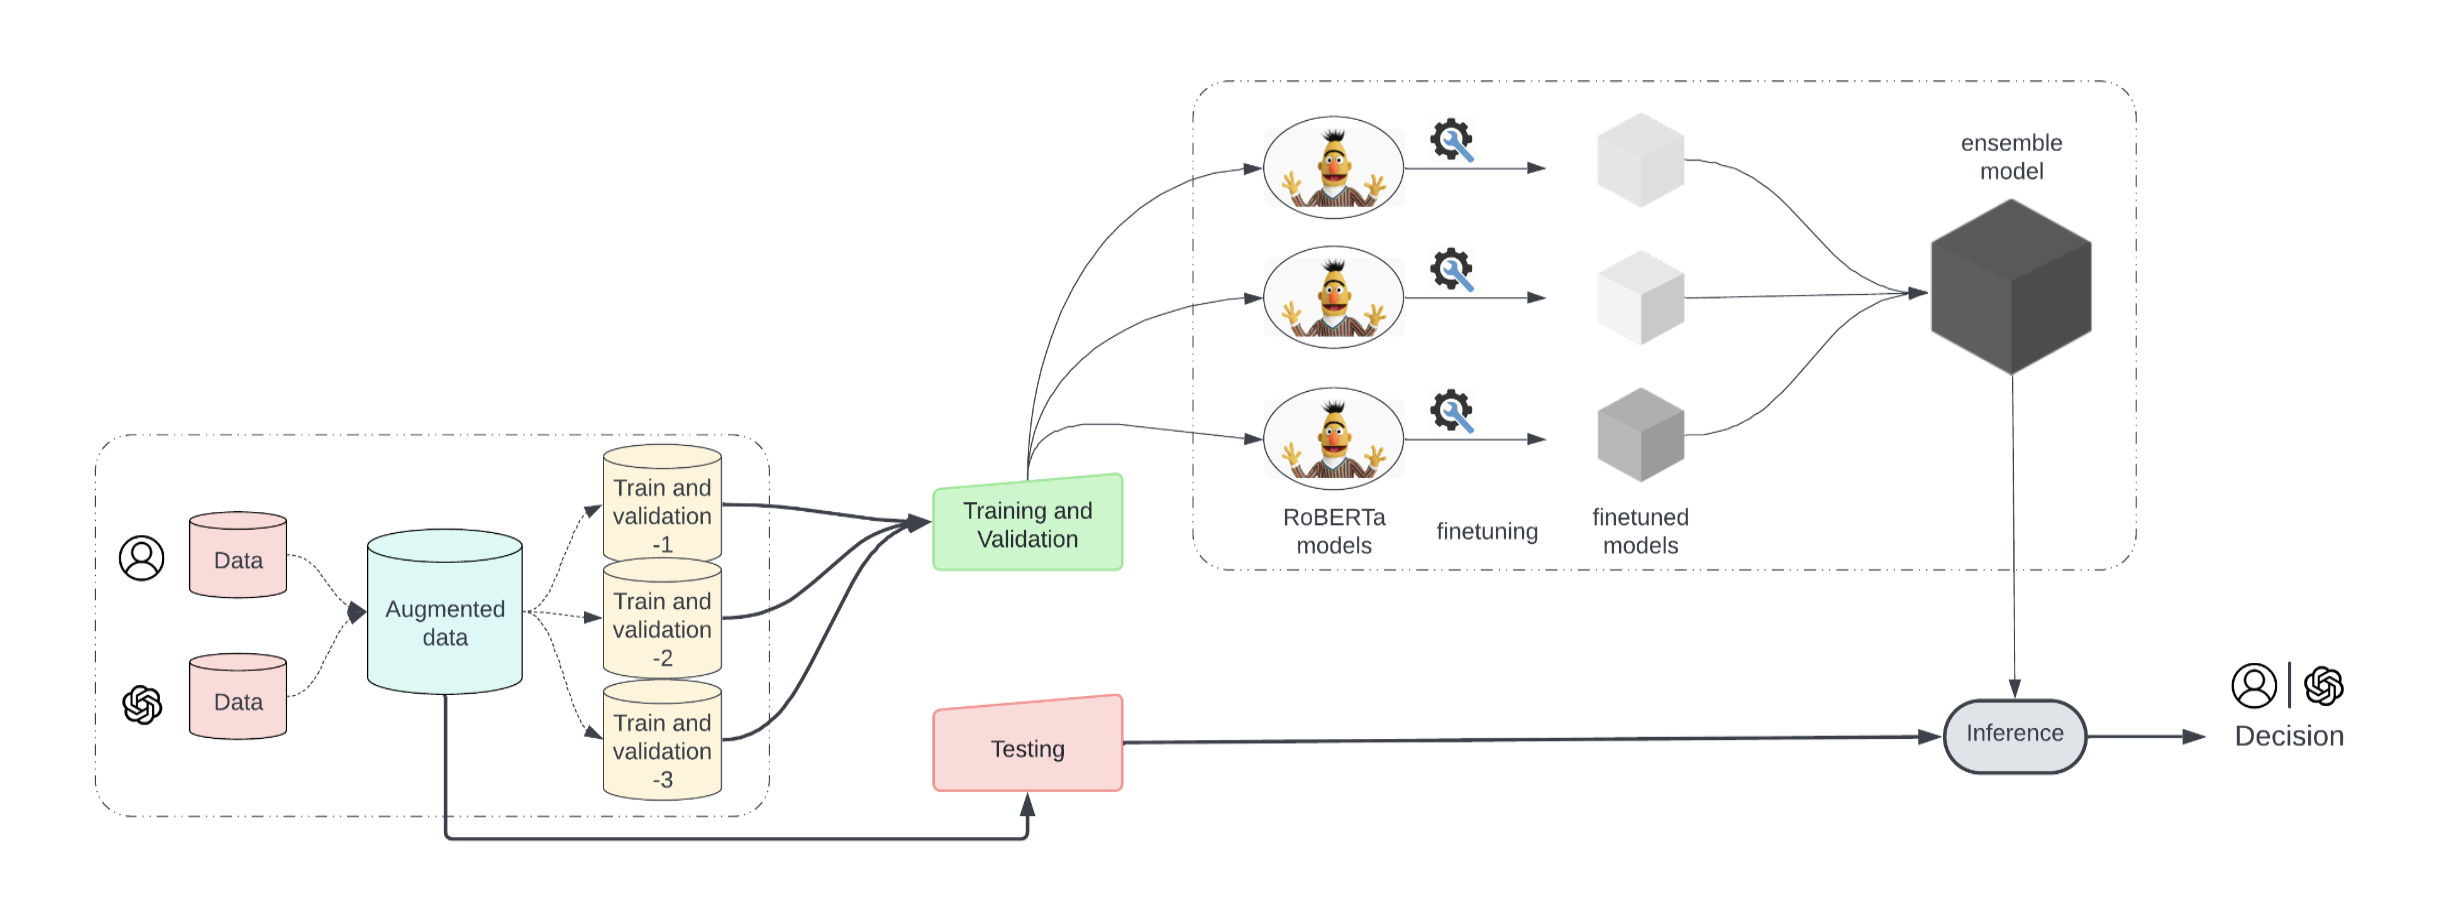 ensemble
model
RoBERTa
models
finetuning
finetuned
models
Data
Data
Augmented
data
Train and
validation
-1
Train and
validation
-2
Train and
validation
-3
Training and
Validation
Testing
Inference
Decision